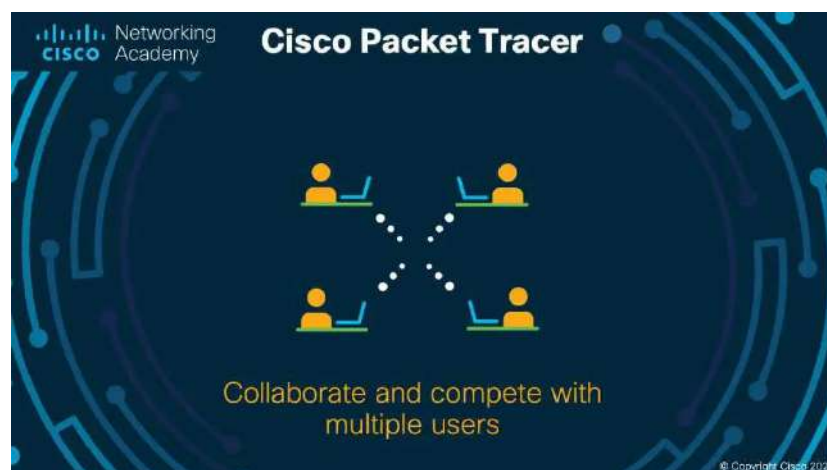 Networking
CISCO Academy
Cisco Packet Tracer
Collaborate and compete with
multiple users
© Copyright Cisco